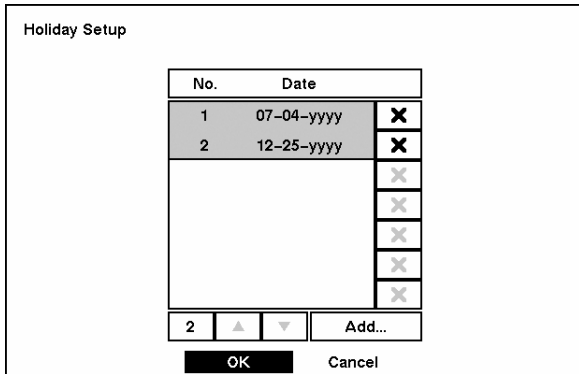 Holiday Setup
No. Date
1 07-04-yyyy
2 12-25-yyyy
2 Add...
OK Cancel